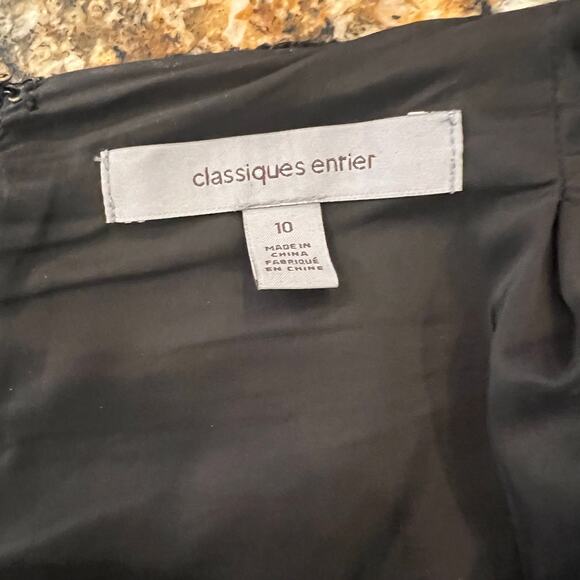 classiques entier
10
MADE IN
CHINA
FABRIQUÉ
EN CHINE